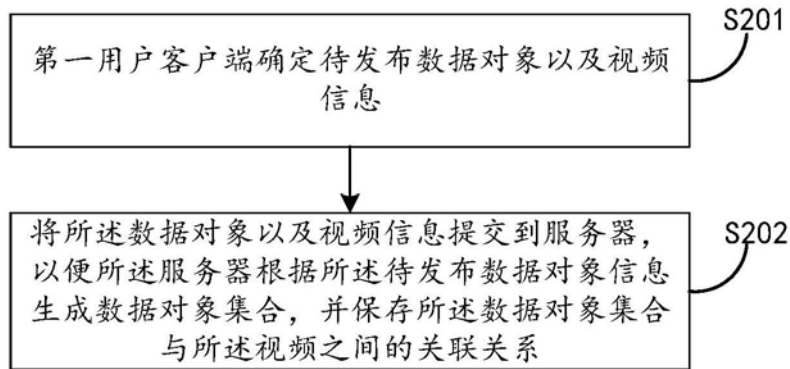 S201
第一用户客户端确定待发布数据对象以及视频
信息
S202
将所述数据对象以及视频信息提交到服务器，
以便所述服务器根据所述待发布数据对象信息
生成数据对象集合，并保存所述数据对象集合
与所述视频之间的关联关系